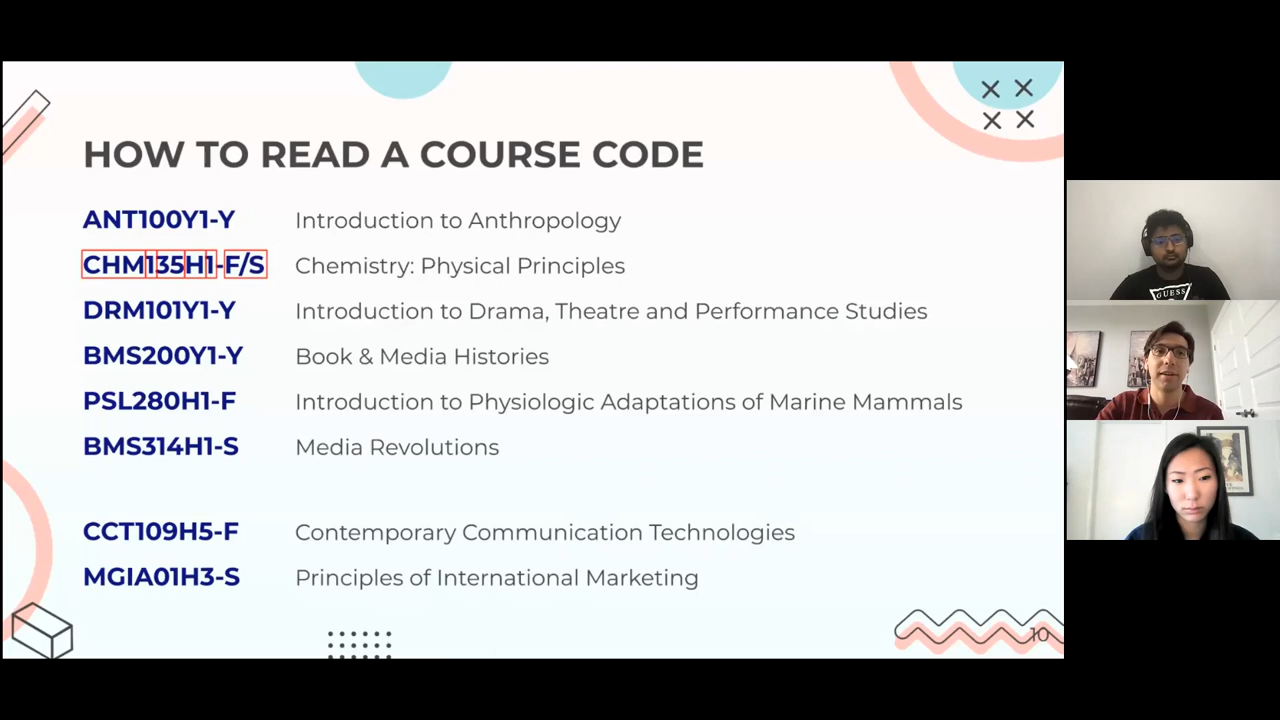 HOW TO READ A COURSE CODE
ANT100Y1-Y Introduction to Anthropology
CHM135H1-F/S Chemistry: Physical Principles
DRM101Y1-Y Introduction to Drama, Theatre and Performance Studies
BMS200Y1-Y Book & Media Histories
PSL280H1-F Introduction to Physiologic Adaptations of Marine Mammals
BMS314H1-S Media Revolutions
CCT109H5-F Contemporary Communication Technologies
MGIA01H3-S Principles of International Marketing
10
GUESS